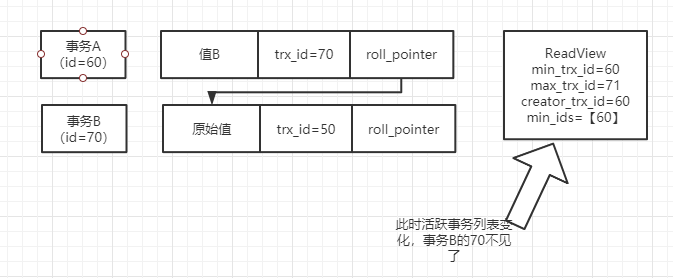 事务A
（id=60）
值B
trx_id=70
roll_pointer
ReadView
min_trx_id=60
max_trx_id=71
creator_trx_id=60
min_ids=【60】
事务B
（id=70）
原始值
trx_id=50
roll_pointer
此时活跃事务列表变
化，事务B的70不见
了